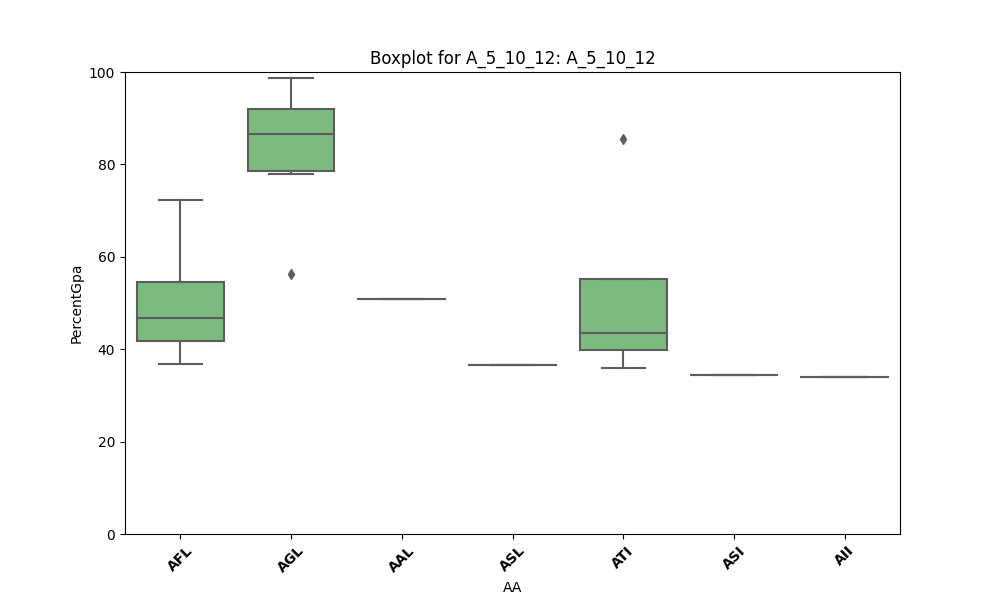 Boxplot for A_5_10_12: A_5_10_12
100
80
60
40
20
0
PercentGpa
AFL
AGL
AAL
ASL
ATI
ASI
AII
AA